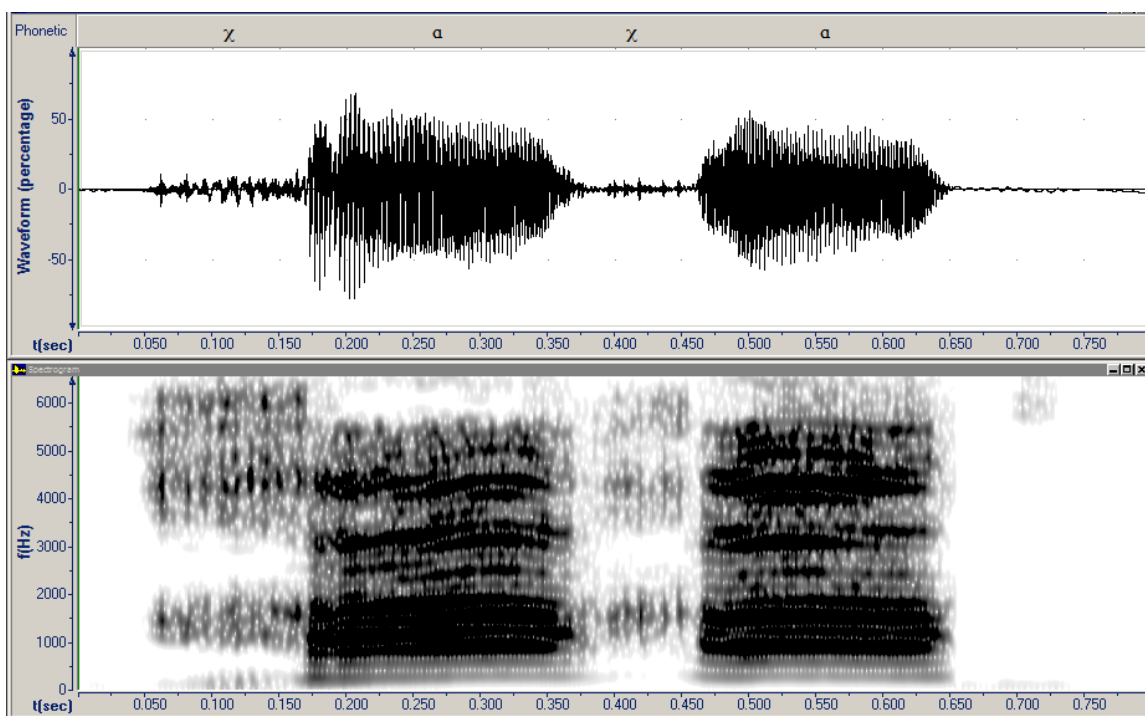 Phonetic χ ɑ χ ɑ
Waveform (percentage)
50
0
-50
t(sec) 0.050 0.100 0.150 0.200 0.250 0.300 0.350 0.400 0.450 0.500 0.550 0.600 0.650 0.700 0.750
Spectrogram
f(Hz)
6000
5000
4000
3000
2000
1000
0
t(sec) 0.050 0.100 0.150 0.200 0.250 0.300 0.350 0.400 0.450 0.500 0.550 0.600 0.650 0.700 0.750